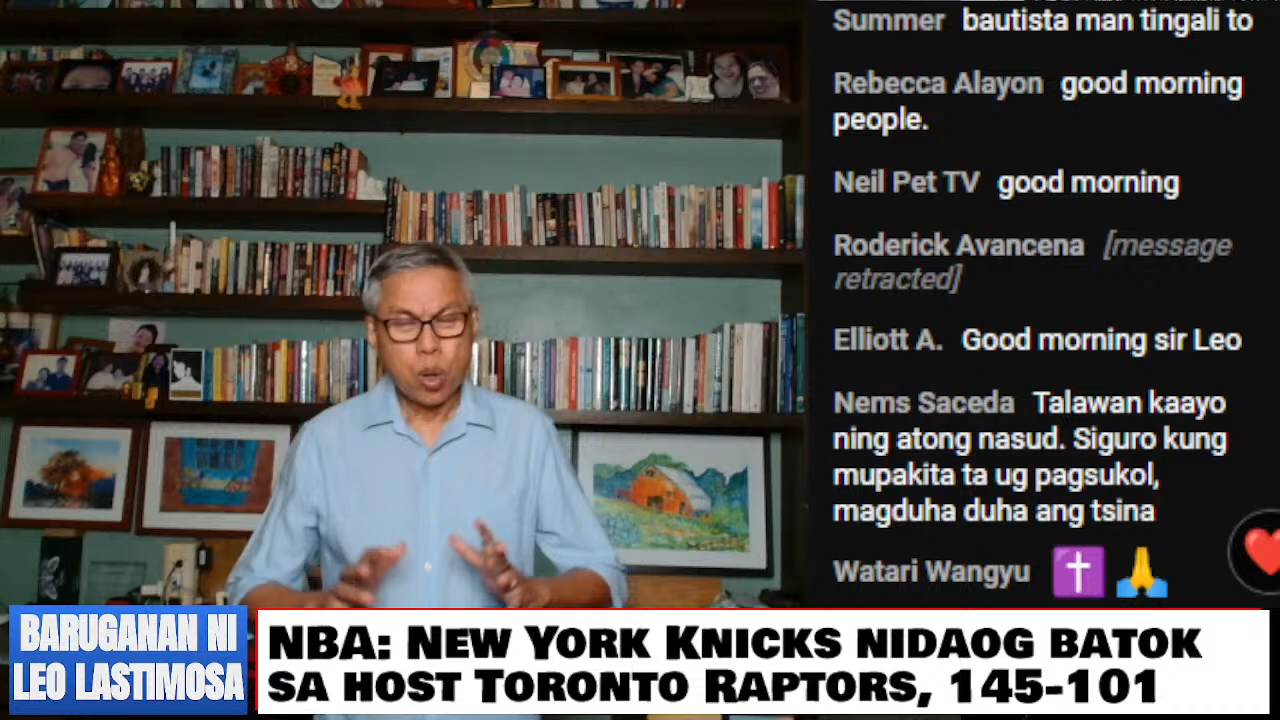 Summer bautista man tingali to
Rebecca Alayon good morning
people.
Neil Pet TV good morning
Roderick Avancena [message
retracted]
Elliott A. Good morning sir Leo
Nems Saceda Talawan kaayo
ning atong nasud. Siguro kung
mupakita ta ug pagsukol,
magduha duha ang tsina
Watari Wangyu ✝️ 🙏
BARUGANAN NI
LEO LASTIMOSA
NBA: NEW YORK KNICKS NIDAOG BATOK
SA HOST TORONTO RAPTORS, 145-101